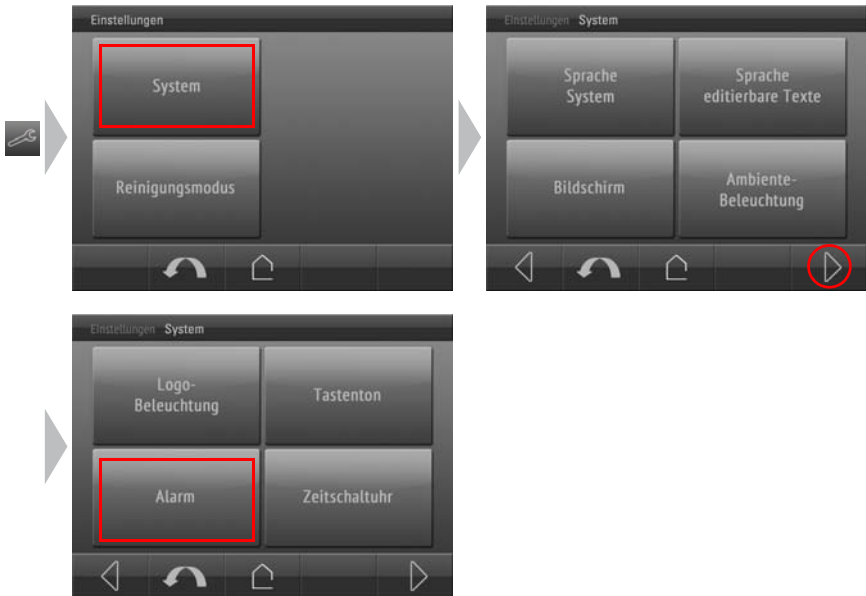 Einstellungen
System
Reinigungsmodus
Einstellungen System
Sprache
System
Sprache
editierbare Texte
Bildschirm
Ambiente-
Beleuchtung
Einstellungen System
Logo-
Beleuchtung
Tastenton
Alarm
Zeitschaltuhr